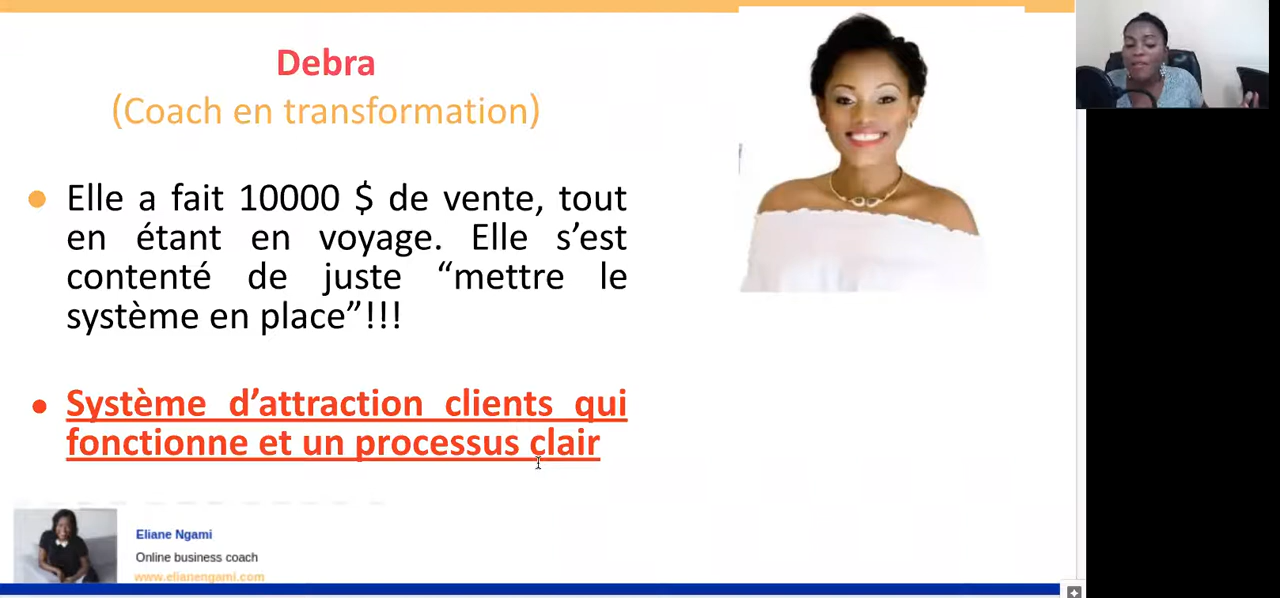 Debra
(Coach en transformation)
Elle a fait 10000 $ de vente, tout
en étant en voyage. Elle s’est
contenté de juste “mettre le
système en place”!!!
Système d’attraction clients qui
fonctionne et un processus clair
Eliane Ngami
Online business coach
www.elianengami.com